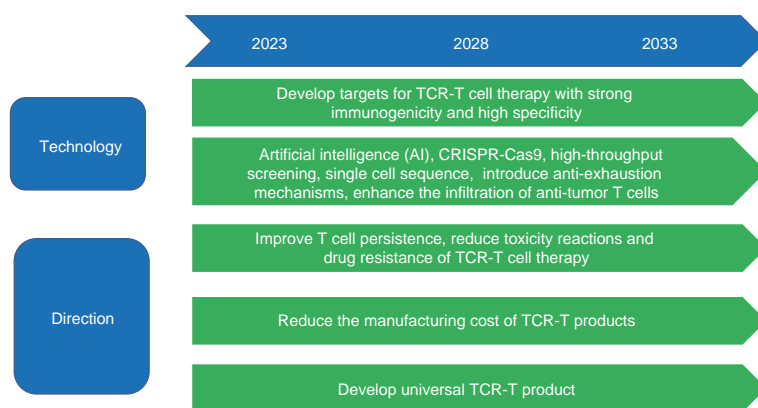 2023 2028 2033
Technology
Develop targets for TCR-T cell therapy with strong
immunogenicity and high specificity
Artificial intelligence (AI), CRISPR-Cas9, high-throughput
screening, single cell sequence, introduce anti-exhaustion
mechanisms, enhance the infiltration of anti-tumor T cells
Direction
Improve T cell persistence, reduce toxicity reactions and
drug resistance of TCR-T cell therapy
Reduce the manufacturing cost of TCR-T products
Develop universal TCR-T product